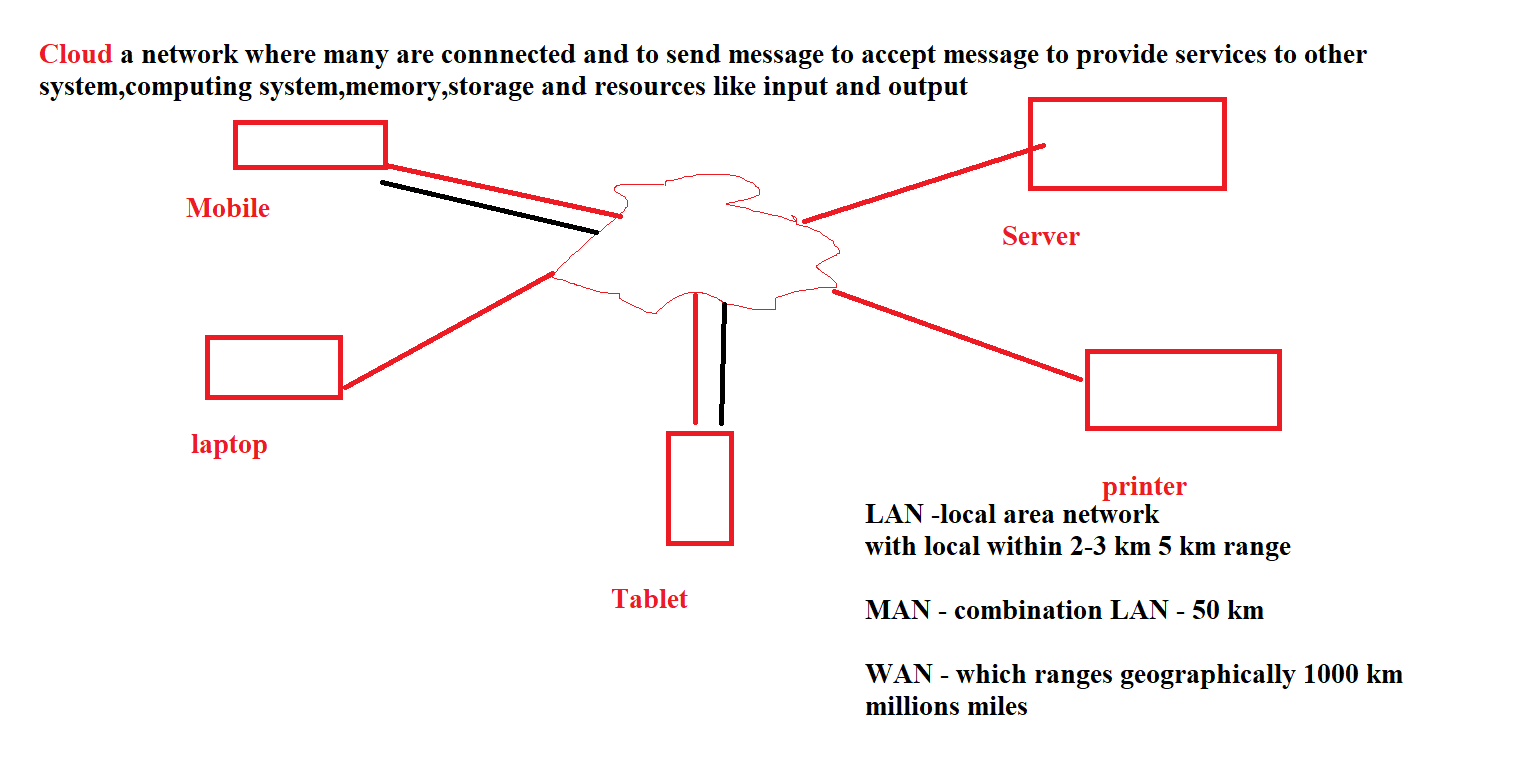 Cloud a network where many are connnected and to send message to accept message to provide services to other
system,computing system,memory,storage and resources like input and output
Mobile
Server
laptop
printer
Tablet
LAN -local area network
with local within 2-3 km 5 km range
MAN - combination LAN - 50 km
WAN - which ranges geographically 1000 km
millions miles